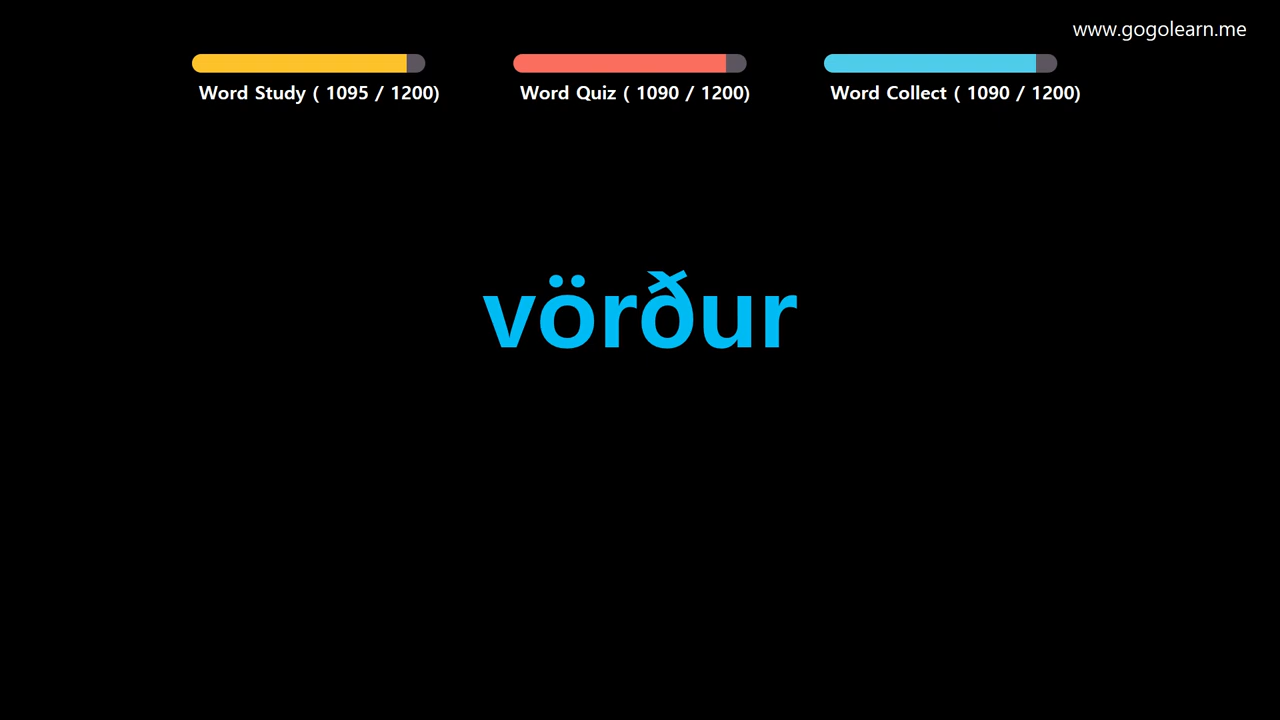 www.gogolearn.me
Word Study ( 1095 / 1200)
Word Quiz ( 1090 / 1200)
Word Collect ( 1090 / 1200)
vörður